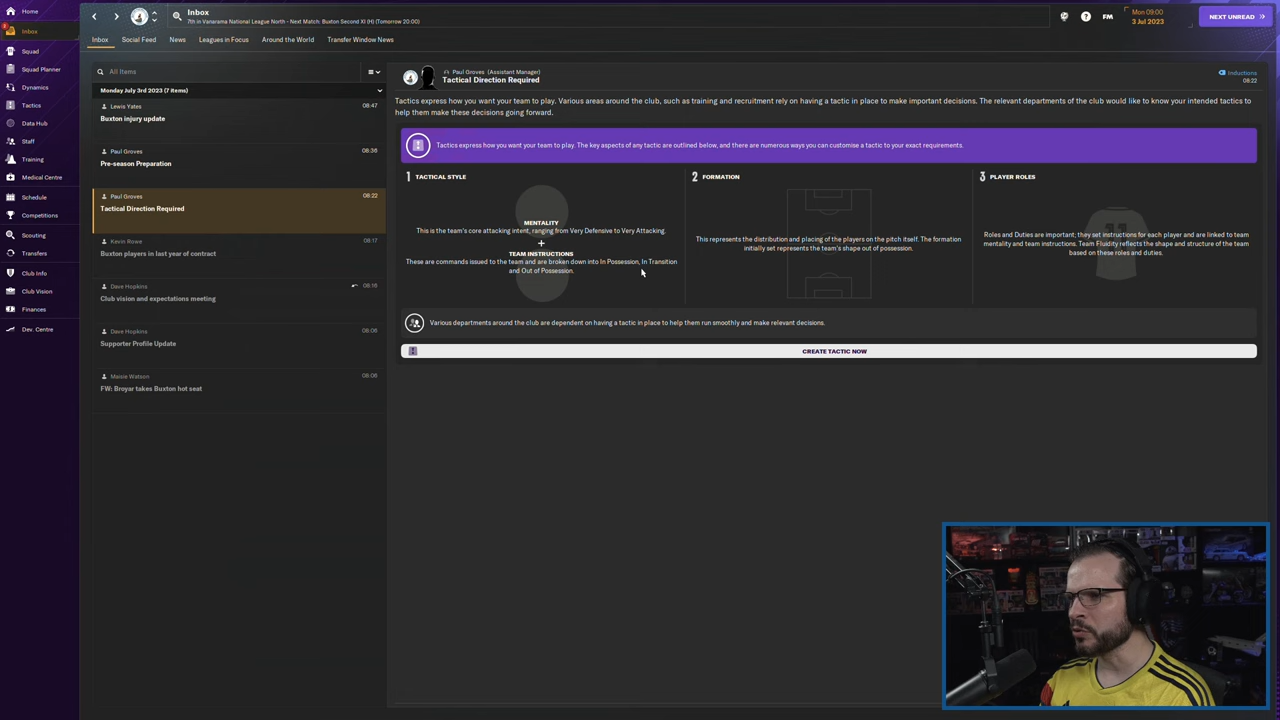 Home
Inbox
Squad
Squad Planner
Dynamics
Tactics
Data Hub
Staff
Training
Medical Centre
Schedule
Competitions
Scouting
Transfers
Club Info
Club Vision
Finances
Dev. Centre
Inbox
7th in Vanarama National League North - Next Match: Buxton Second XI (H) (Tomorrow 20:00)
FM
Mon 09:00
3 Jul 2023
NEXT UNREAD
Inbox
Social Feed
News
Leagues in Focus
Around the World
Transfer Window News
All Items
Monday July 3rd 2023 (7 items)
Lewis Yates
08:47
Buxton injury update
Paul Groves
08:36
Pre-season Preparation
Paul Groves
08:22
Tactical Direction Required
Kevin Rowe
08:17
Buxton players in last year of contract
Dave Hopkins
08:16
Club vision and expectations meeting
Dave Hopkins
08:06
Supporter Profile Update
Maisie Watson
08:06
FW: Broyar takes Buxton hot seat
Paul Groves (Assistant Manager)
Tactical Direction Required
Inductions
08:22
Tactics express how you want your team to play. Various areas around the club, such as training and recruitment rely on having a tactic in place to make important decisions. The relevant departments of the club would like to know your intended tactics to
help them make these decisions going forward.
Tactics express how you want your team to play. The key aspects of any tactic are outlined below, and there are numerous ways you can customise a tactic to your exact requirements.
1 TACTICAL STYLE
MENTALITY
This is the team's core attacking intent, ranging from Very Defensive to Very Attacking.
+
TEAM INSTRUCTIONS
These are commands issued to the team and are broken down into In Possession, In Transition
and Out of Possession.
2 FORMATION
This represents the distribution and placing of the players on the pitch itself. The formation
initially set represents the team's shape out of possession.
3 PLAYER ROLES
Roles and Duties are important; they set instructions for each player and are linked to team
mentality and team instructions. Team Fluidity reflects the shape and structure of the team
based on these roles and duties.
Various departments around the club are dependent on having a tactic in place to help them run smoothly and make relevant decisions.
CREATE TACTIC NOW